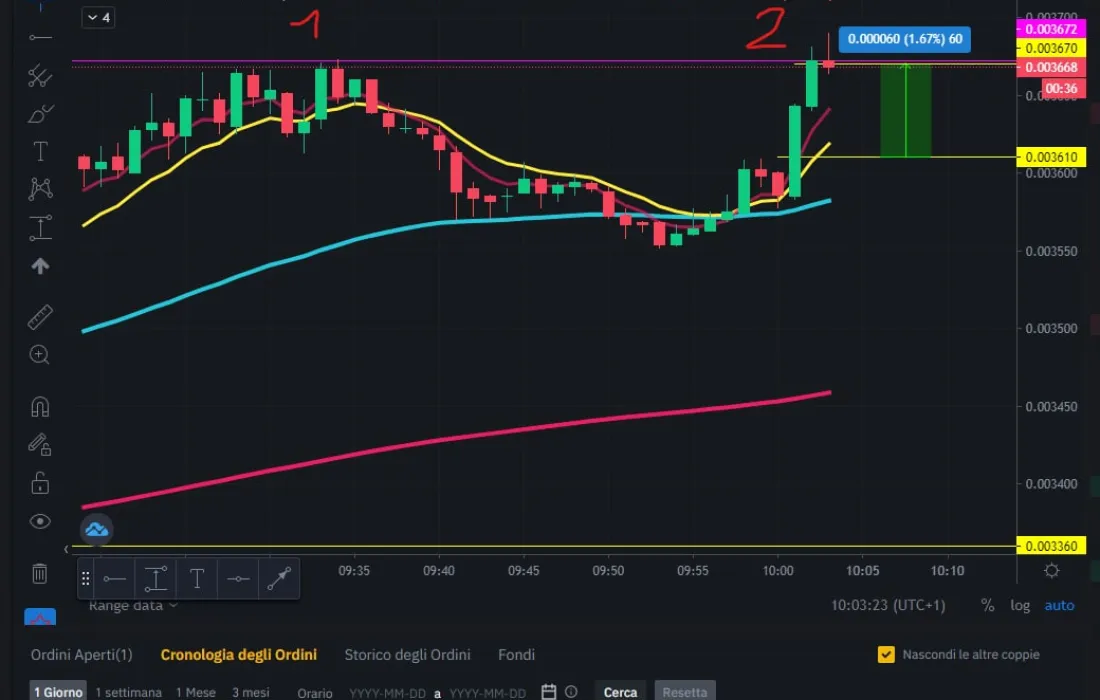 4
1
2
0.000060 (1.67%) 60
0.003700
0.003672
0.003670
0.003668
00:36
0.003610
0.003600
0.003550
0.003500
0.003450
0.003400
0.003360
09:35 09:40 09:45 09:50 09:55 10:00 10:05 10:10
Range data
10:03:23 (UTC+1) % log auto
Ordini Aperti(1) Cronologia degli Ordini Storico degli Ordini Fondi Nascondi le altre coppie
1 Giorno 1 settimana 1 Mese 3 mesi Orario YYYY-MM-DD a YYYY-MM-DD Cerca Resetta